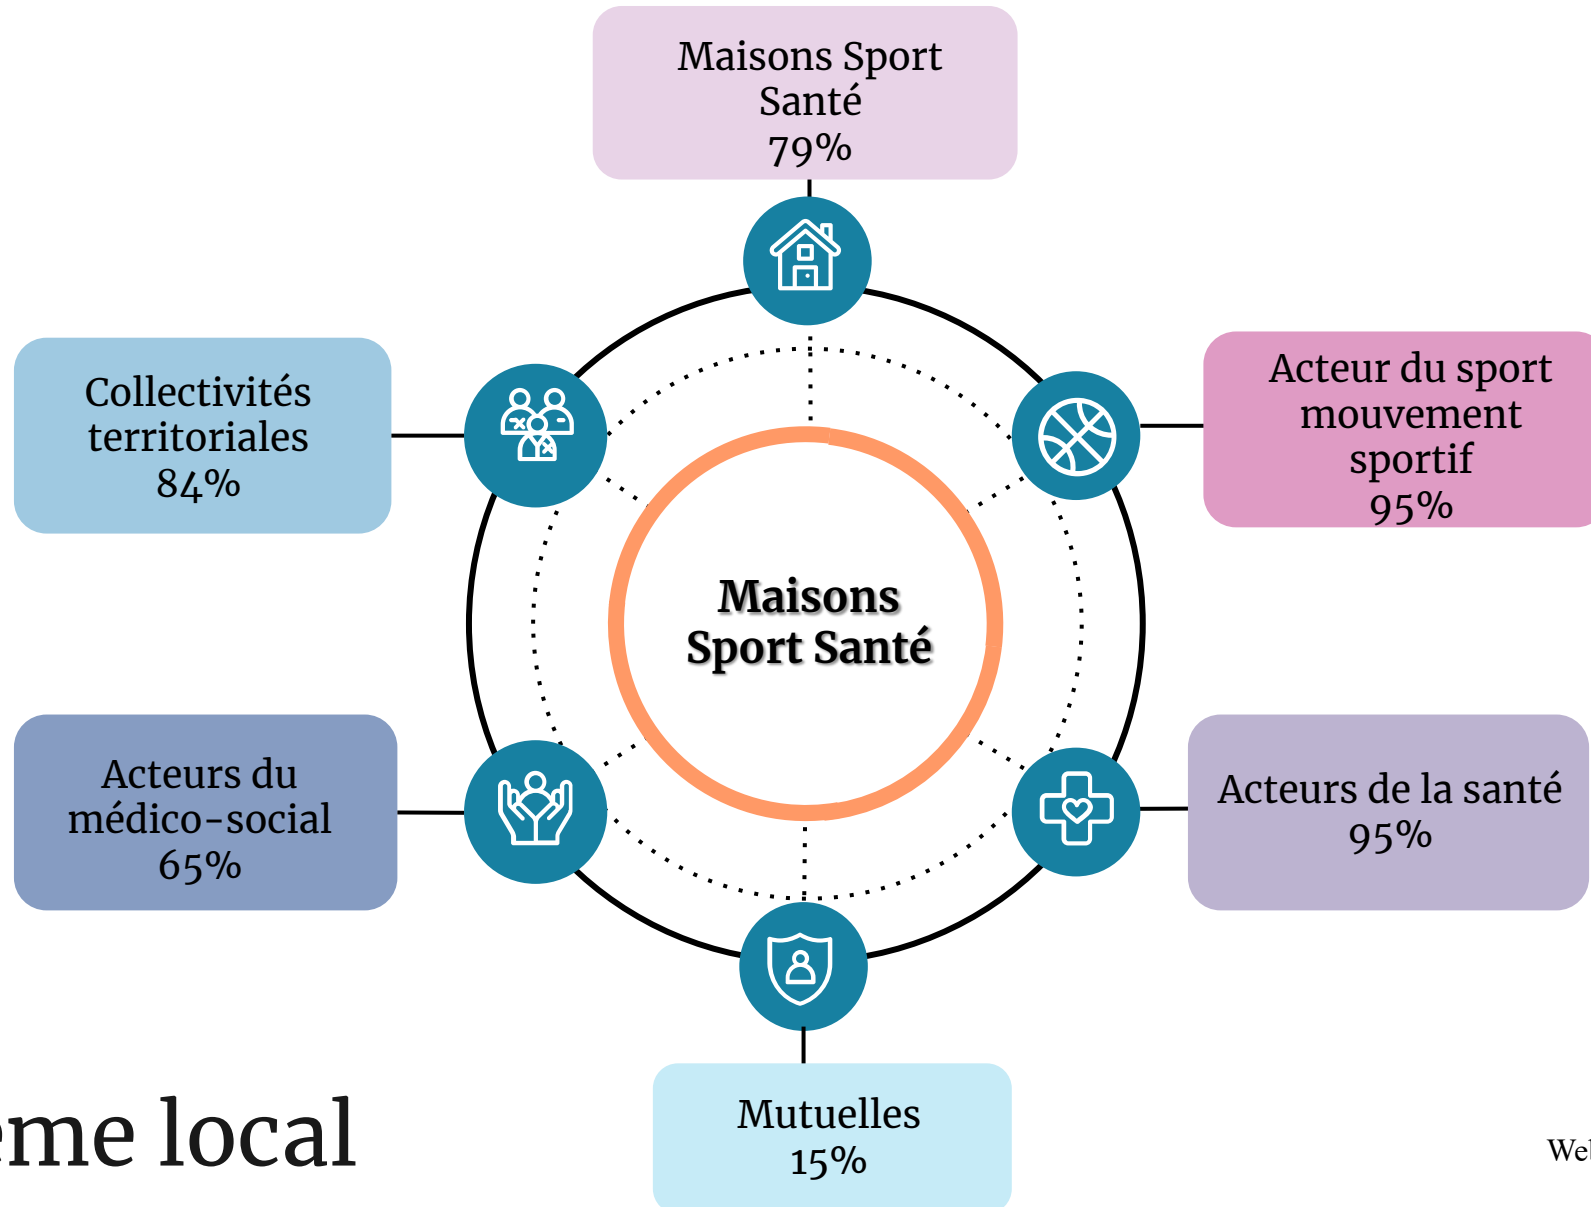 Maisons Sport
Santé
79%
Collectivités
territoriales
84%
Acteur du sport
mouvement
sportif
95%
Maisons
Sport Santé
Acteurs du
médico-social
65%
Acteurs de la santé
95%
Mutuelles
15%
local